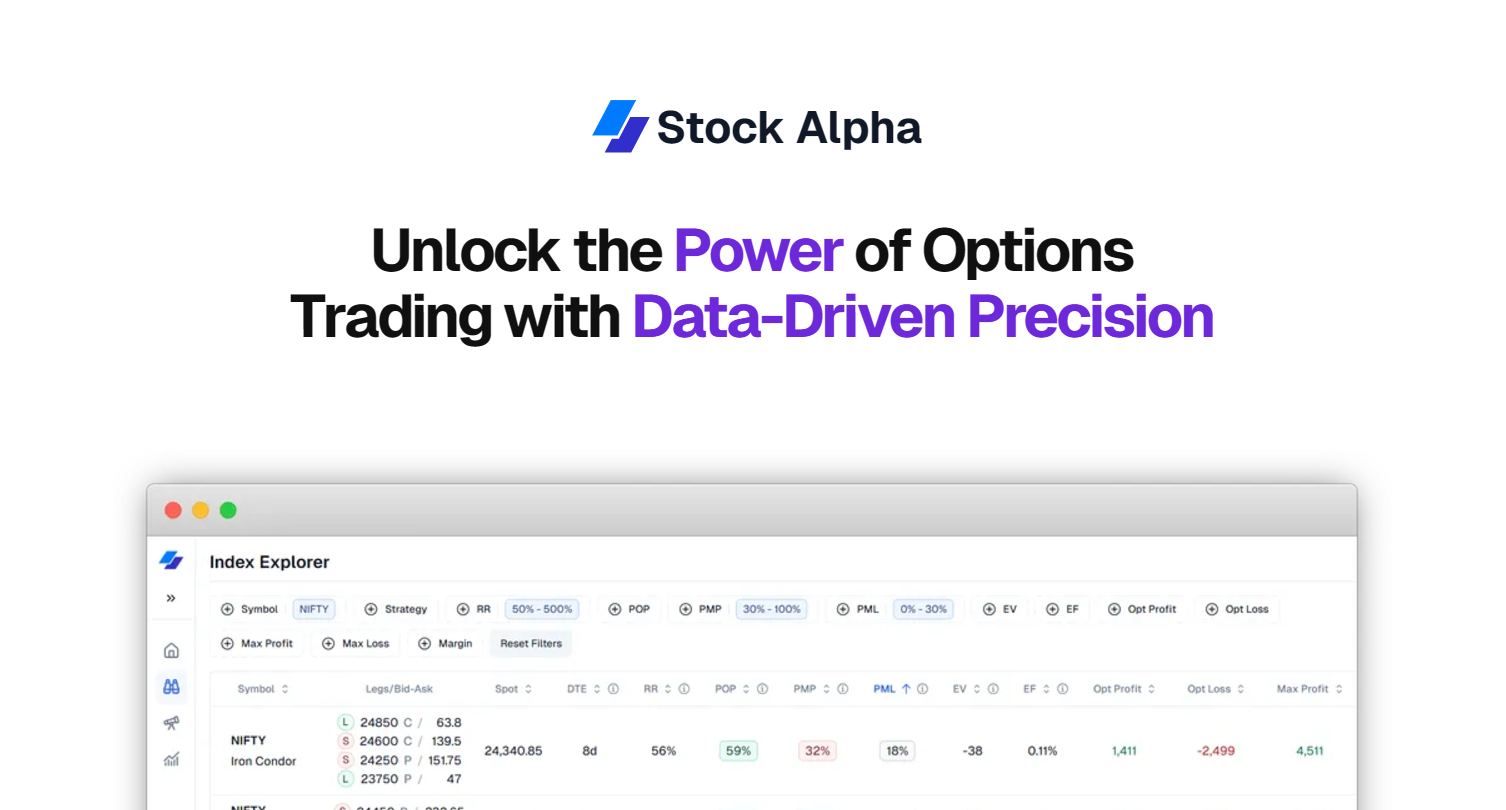 Stock Alpha
Unlock the Power of Options
Trading with Data-Driven Precision
Index Explorer
Symbol NIFTY Strategy RR 50% - 500% POP PMP 30% - 100% PML 0% - 30% EV EF Opt Profit Opt Loss
Max Profit Max Loss Margin Reset Filters
Symbol Legs/Bid-Ask Spot DTE RR POP PMP PML EV EF Opt Profit Opt Loss Max Profit
L 24850 C / 63.8
NIFTY S 24600 C / 139.5
24,340.85 8d 56% 59% 32% 18% -38 0.11% 1,411 -2,499 4,511
Iron Condor S 24250 P / 151.75
L 23750 P / 47
NIFTY